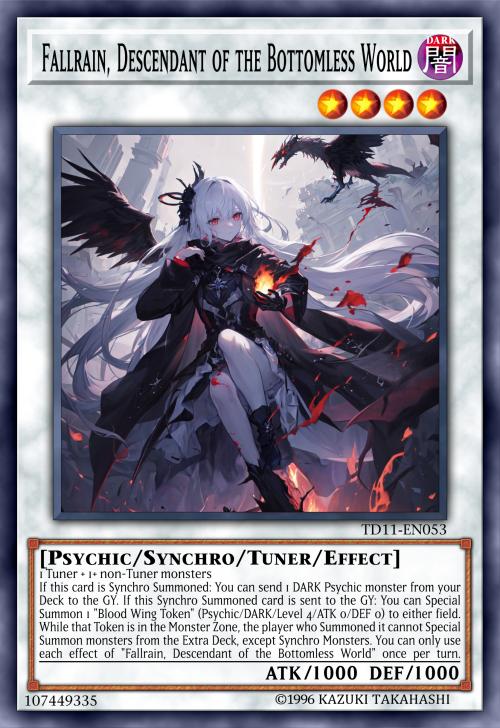 Fallrain, Descendant of the Bottomless World
DARK
闇
TD11-EN053
[Psychic/Synchro/Tuner/Effect]
1 Tuner + 1+ non-Tuner monsters
If this card is Synchro Summoned: You can send 1 DARK Psychic monster from your
Deck to the GY. If this Synchro Summoned card is sent to the GY: You can Special
Summon 1 "Blood Wing Token" (Psychic/DARK/Level 4/ATK 0/DEF 0) to either field.
While that Token is in the Monster Zone, the player who Summoned it cannot Special
Summon monsters from the Extra Deck, except Synchro Monsters. You can only use
each effect of "Fallrain, Descendant of the Bottomless World" once per turn.
ATK/1000 DEF/1000
107449335
©1996 KAZUKI TAKAHASHI